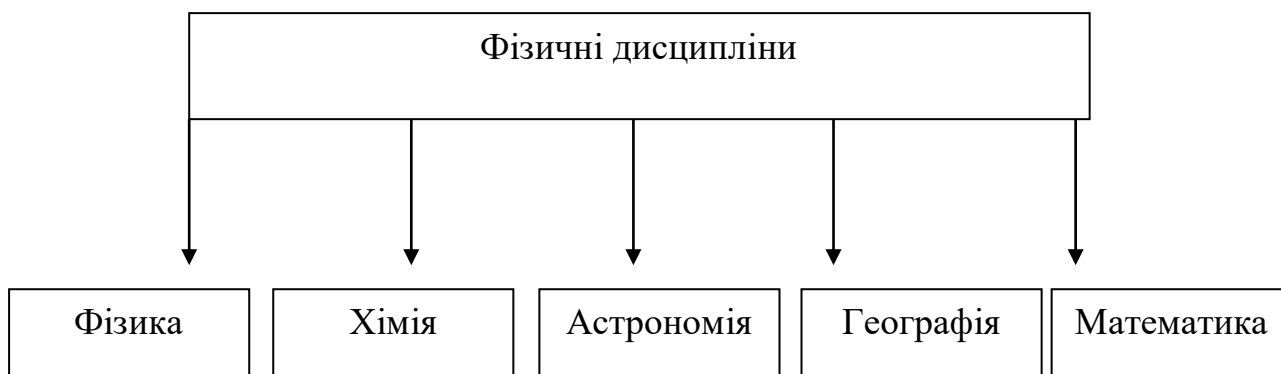 Фізичні дисципліни
Фізика
Хімія
Астрономія
Географія
Математика